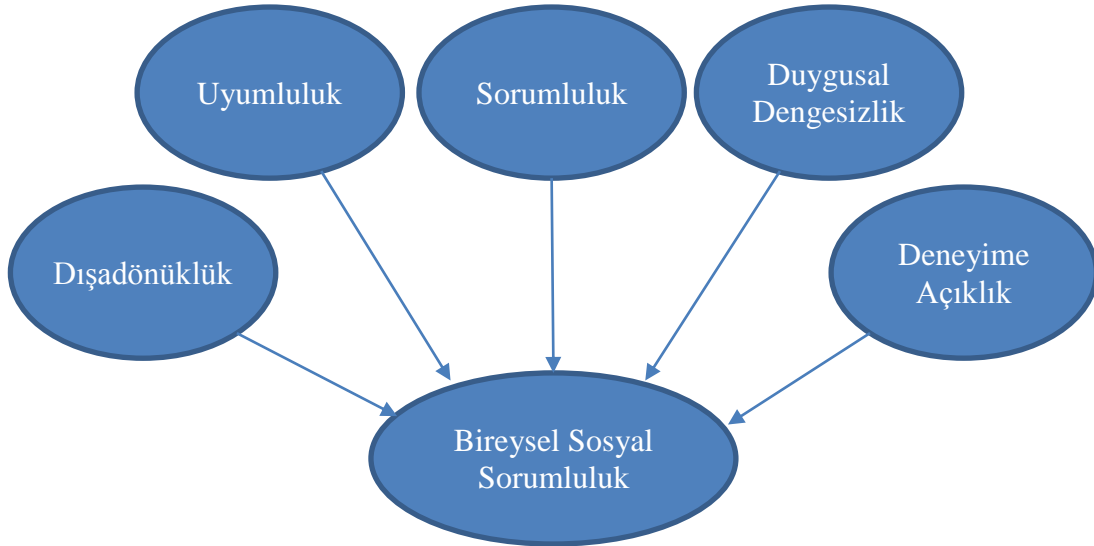 Uyumluluk
Sorumluluk
Duygusal
Dengesizlik
Dışadönüklük
Deneyime
Açıklık
Bireysel Sosyal
Sorumluluk